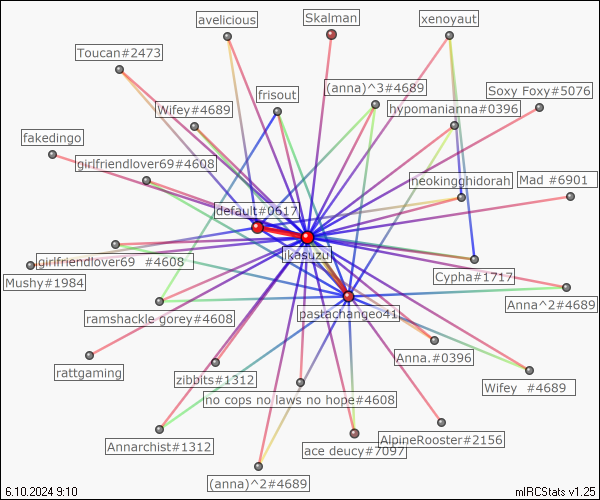 avelicious
Skalman
xenoyaut
Toucan#2473
frisout
(anna)^3#4689
Soxy Foxy#5076
Wifey#4689
hypomanianna#0396
fakedingo
girlfriendlover69#4608
neokingghidorah
Mad #6901
default#0617
ikasuzu
girlfriendlover69 #4608
Cypha#1717
Mushy#1984
Anna^2#4689
ramshackle gorey#4608
pastachangeo41
Anna.#0396
rattgaming
zibbits#1312
Wifey #4689
no cops no laws no hope#4608
Annarchist#1312
ace deucy#7097
AlpineRooster#2156
(anna)^2#4689
6.10.2024 9:10
mIRCStats v1.25